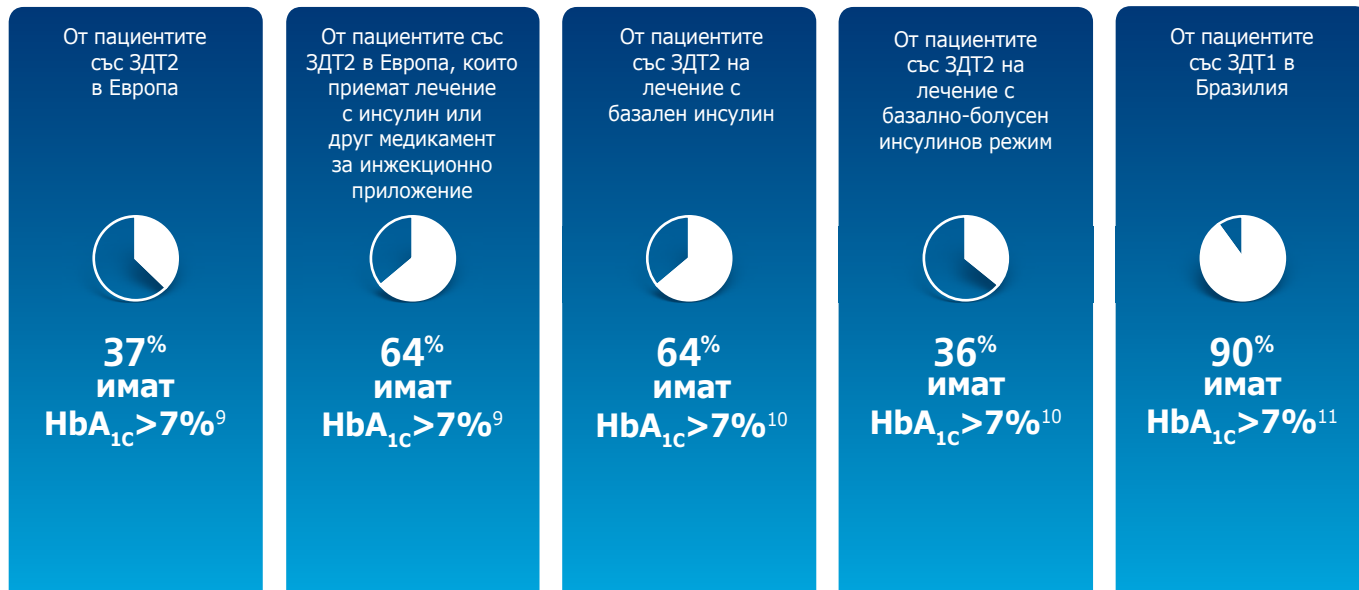 От пациентите
със ЗДТ2
в Европа
37%
имат
HbA1C>7%9
От пациентите със
ЗДТ2 в Европа, които
приемат лечение
с инсулин или
друг медикамент
за инжекционно
приложение
64%
имат
HbA1C>7%9
От пациентите
със ЗДТ2 на
лечение с
базален инсулин
64%
имат
HbA1C>7%10
От пациентите
със ЗДТ2 на
лечение с
базално-болусен
инсулинов режим
36%
имат
HbA1C>7%10
От пациентите
със ЗДТ1 в
Бразилия
90%
имат
HbA1C>7%11